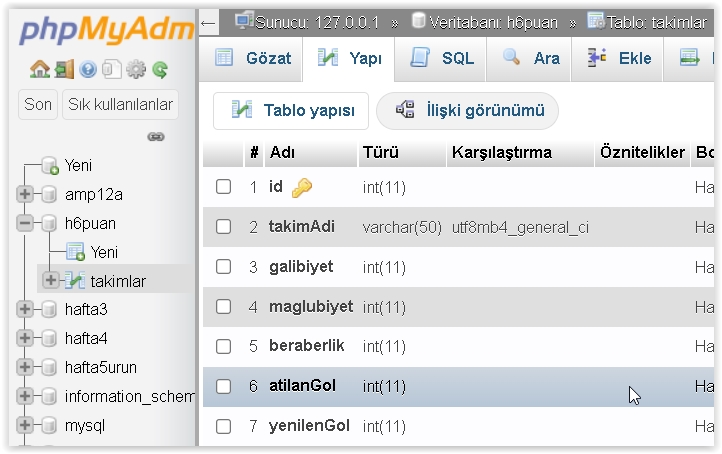 phpMyAdm
Son Sık kullanılanlar
Yeni
amp12a
h6puan
Yeni
takimlar
hafta3
hafta4
hafta5urun
information_schem
mysql
← Sunucu: 127.0.0.1 » Veritabanı: h6puan » Tablo: takimlar
Gözat Yapı SQL Ara Ekle
Tablo yapısı İlişki görünümü
# Adı Türü Karşılaştırma Öznitelikler Bo
1 id int(11) Ha
2 takimAdi varchar(50) utf8mb4_general_ci Ha
3 galibiyet int(11) Ha
4 maglubiyet int(11) Ha
5 beraberlik int(11) Ha
6 atilanGol int(11) Ha
7 yenilenGol int(11) Ha